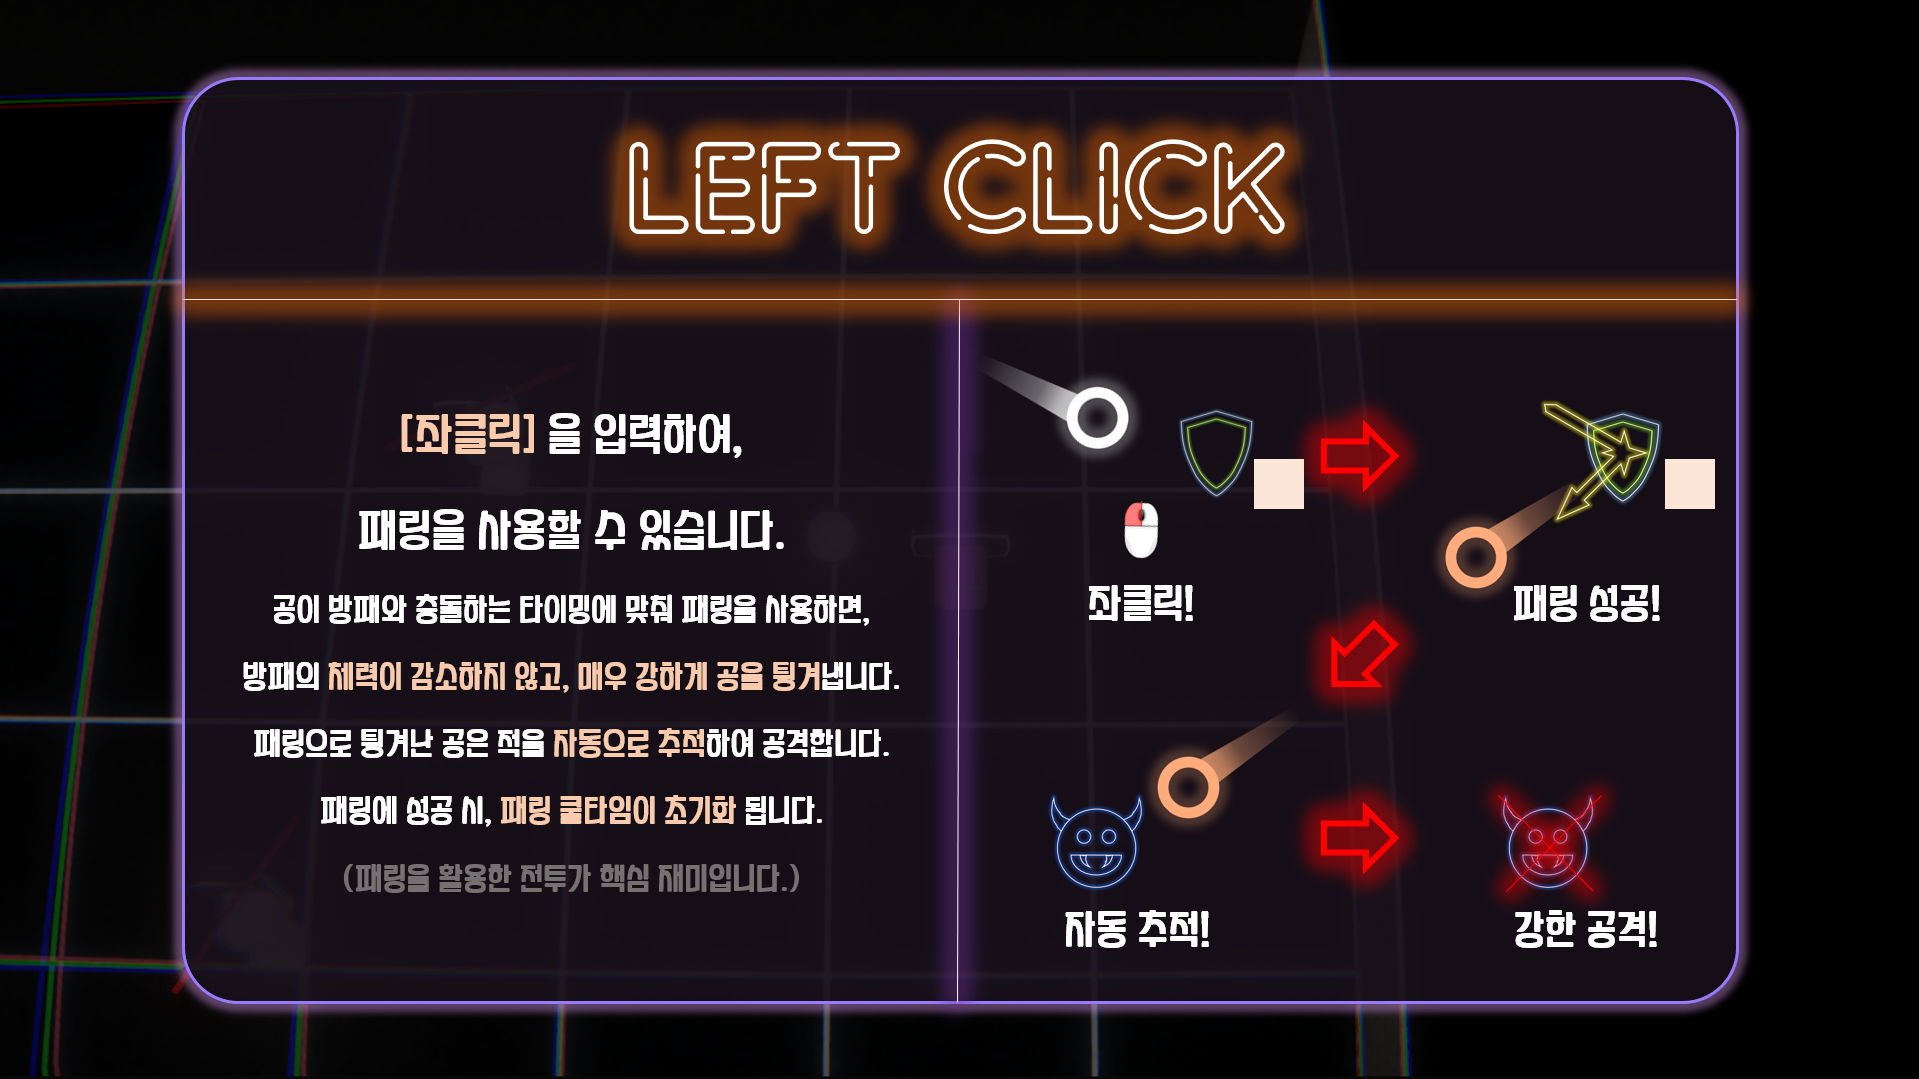 LEFT CLICK
[좌클릭] 을 입력하여,
패링을 사용할 수 있습니다.
공이 방패와 충돌하는 타이밍에 맞춰 패링을 사용하면,
방패의 체력이 감소하지 않고, 매우 강하게 공을 튕겨냅니다.
패링으로 튕겨난 공은 적을 자동으로 추적하여 공격합니다.
패링에 성공 시, 패링 쿨타임이 초기화 됩니다.
(패링을 활용한 전투가 핵심 재미입니다.)
좌클릭!
패링 성공!
자동 추적!
강한 공격!